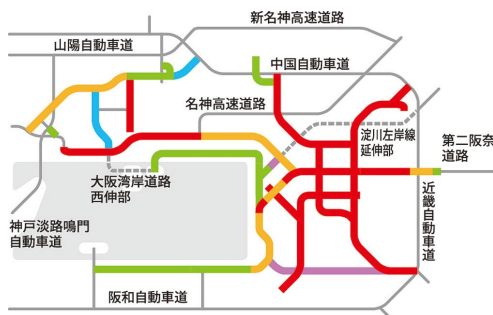 新名神高速道路
山陽自動車道
中国自動車道
名神高速道路
淀川左岸線
延伸部
第二阪奈
道路
大阪湾岸道路
西伸部
近畿自動車道
神戸淡路鳴門
自動車道
阪和自動車道